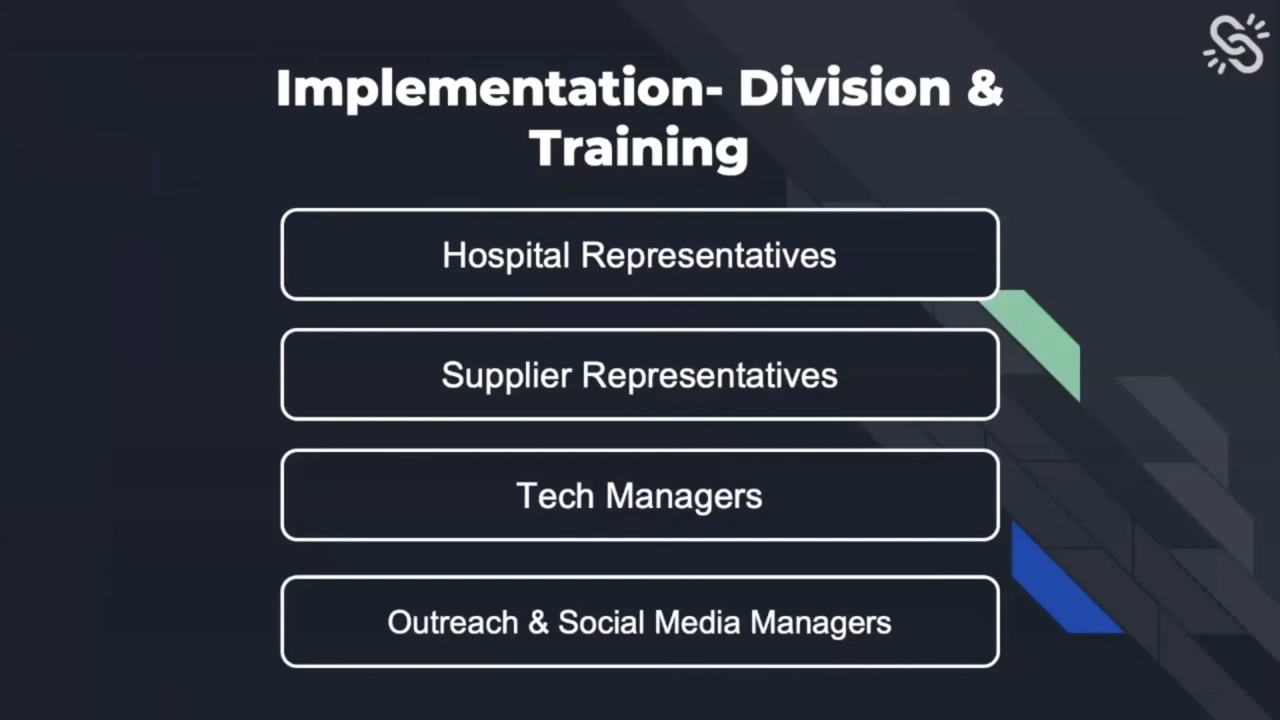 Implementation- Division &
Training
Hospital Representatives
Supplier Representatives
Tech Managers
Outreach & Social Media Managers